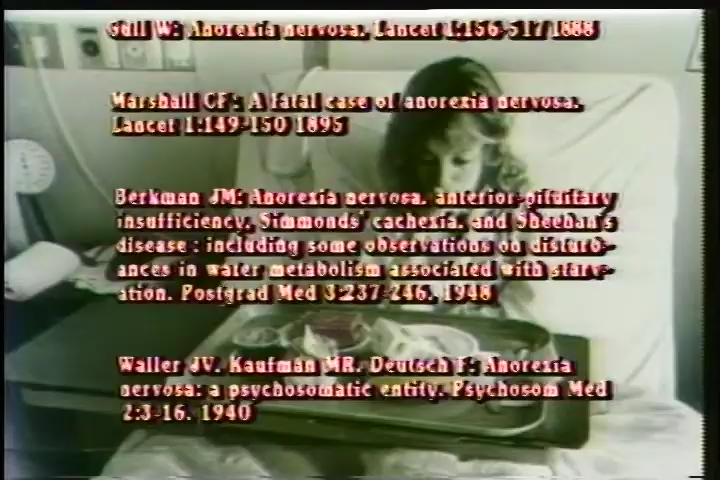 Gull W: Anorexia nervosa. Lancet 1:156-517 1888
Marshall CF: A fatal case of anorexia nervosa.
Lancet 1:149-150 1895
Berkman JM: Anorexia nervosa, anterior-pituitary
insufficiency, Simmonds' cachexia, and Sheehan's
disease: including some observations on disturb-
ances in water metabolism associated with starv-
ation. Postgrad Med 3:237-246, 1948
Waller JV, Kaufman MR, Deutsch F: Anorexia
nervosa: a psychosomatic entity. Psychosom Med
2:3-16, 1940